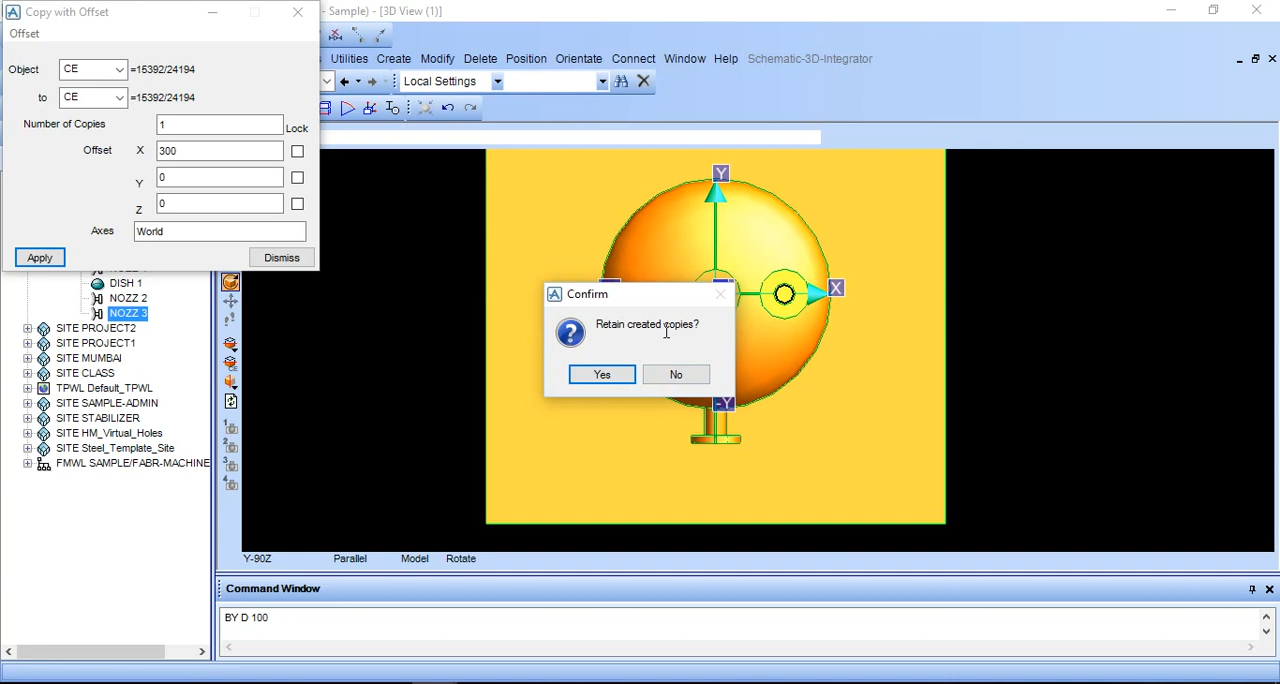 Copy with Offset
- Sample) - [3D View (1)]
Offset
Utilities Create Modify Delete Position Orientate Connect Window Help Schematic-3D-Integrator
Object CE =15392/24194
Local Settings
to CE =15392/24194
Number of Copies 1 Lock
Offset X 300
Y 0
Z 0
Axes World
Apply Dismiss
DISH 1
NOZZ 2
NOZZ 3
SITE PROJECT2
SITE PROJECT1
SITE MUMBAI
SITE CLASS
TPWL Default_TPWL
SITE SAMPLE-ADMIN
SITE STABILIZER
SITE HM_Virtual_Holes
SITE Steel_Template_Site
FMWL SAMPLE/FABR-MACHINE
1
2
3
4
Y
X
-Y
Confirm
Retain created copies?
Yes No
Y-90Z Parallel Model Rotate
Command Window
BY D 100